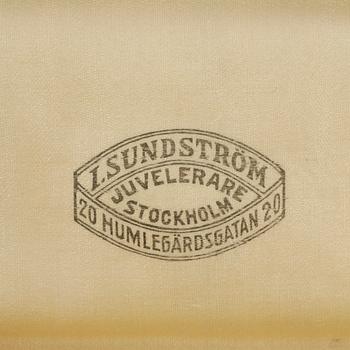 I. SUNDSTRÖM
JUVELERARE
STOCKHOLM
20 HUMLEGÅRDSGATAN 20